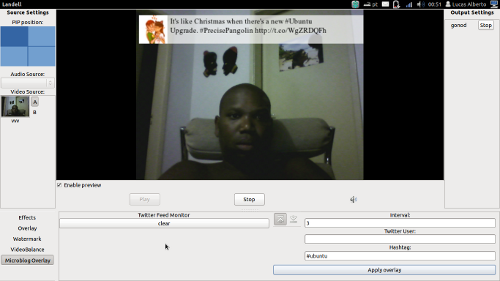 Landell
pt
00:51
Lucas Alberto
Source Settings
PIP position:
Audio Source:
Video Source:
A
B
vvv
It's like Christmas when there's a new #Ubuntu
Upgrade. #PrecisePangolin http://t.co/WgZRDQFh
Output Settings
gonod
Stop
Enable preview
Play
Stop
Effects
Overlay
Watermark
VideoBalance
Microblog Overlay
Twitter Feed Monitor
clear
Interval:
3
Twitter User:
Hashtag:
#ubuntu
Apply overlay